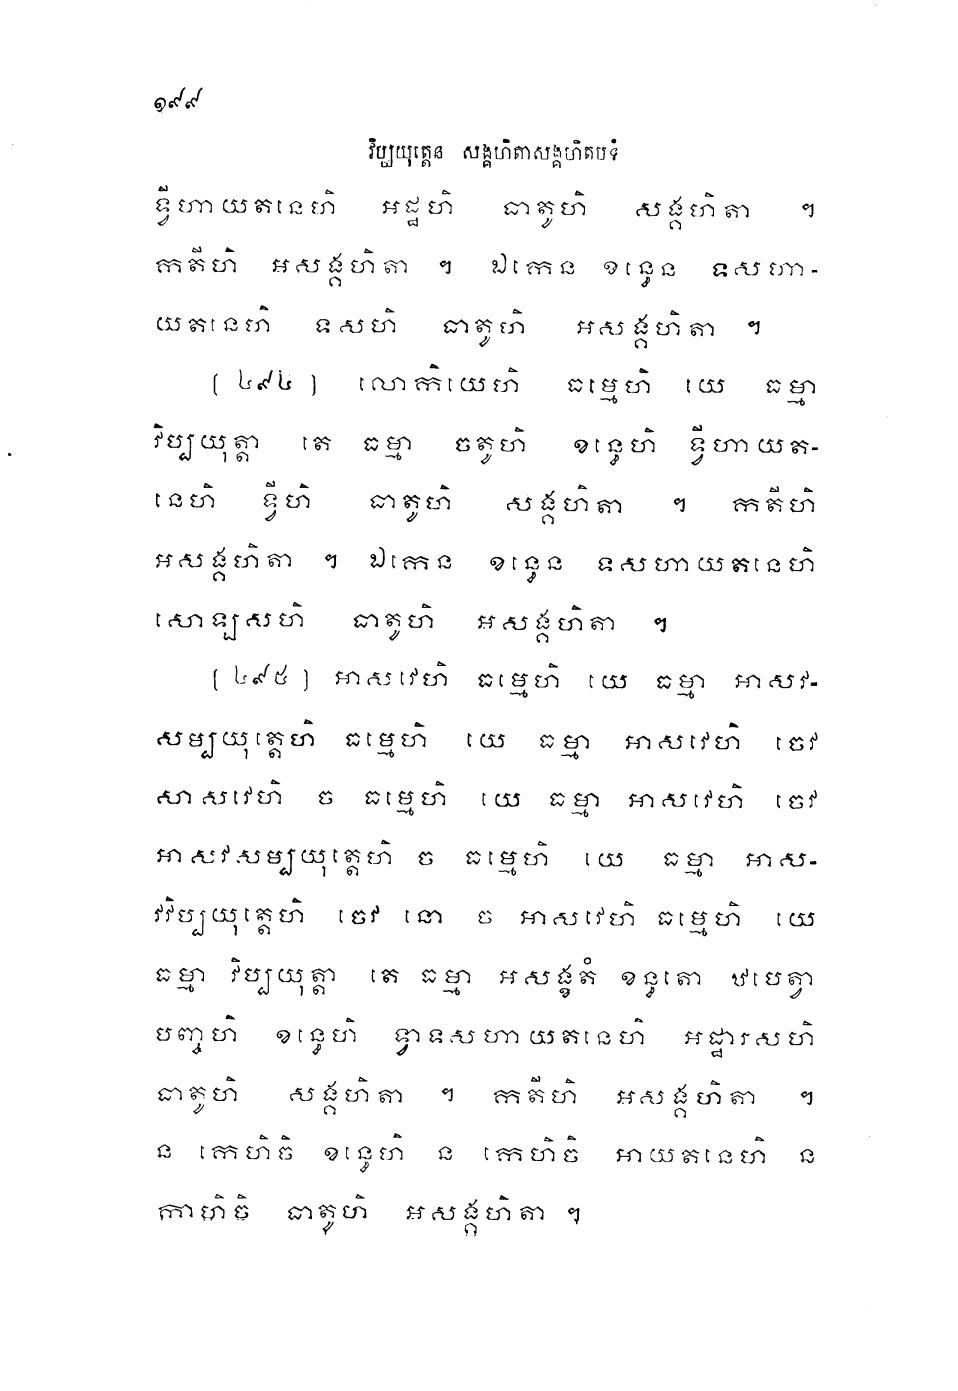 ១៩៩
វិប្បយុត្តេន សង្គហិតាសង្គហិតបទំ
ទ្វីហាយតនេហិ អដ្ឋហិ ធាតូហិ សង្គហិតា ។
កតីហិ អសង្គហិតា ។ ឯកេន ខន្ធេន ទសហា-
យតនេហិ ទសហិ ធាតូហិ អសង្គហិតា ។
(៤៩៤) លោកិយេហិ ធម្មេហិ យេ ធម្មា
វិប្បយុត្តា តេ ធម្មា ចតូហិ ខន្ធេហិ ទ្វីហាយត-
នេហិ ទ្វីហិ ធាតូហិ សង្គហិតា ។ កតីហិ
អសង្គហិតា ។ ឯកេន ខន្ធេន ទសហាយតនេហិ
សោឡសហិ ធាតូហិ អសង្គហិតា ។
(៤៩៥) អាសវេហិ ធម្មេហិ យេ ធម្មា អាសវ-
សម្បយុត្តេហិ ធម្មេហិ យេ ធម្មា អាសវេហិ ចេវ
សាសវេហិ ច ធម្មេហិ យេ ធម្មា អាសវេហិ ចេវ
អាសវសម្បយុត្តេហិ ច ធម្មេហិ យេ ធម្មា អាស-
វវិប្បយុត្តេហិ ចេវ នោ ច អាសវេហិ ធម្មេហិ យេ
ធម្មា វិប្បយុត្តា តេ ធម្មា អសង្ខតំ ខន្ធតោ ឋបេត្វា
បញ្ចហិ ខន្ធេហិ ទ្វាទសហាយតនេហិ អដ្ឋារសហិ
ធាតូហិ សង្គហិតា ។ កតីហិ អសង្គហិតា ។
ន កេហិចិ ខន្ធេហិ ន កេហិចិ អាយតនេហិ ន
កាហិចិ ធាតូហិ អសង្គហិតា ។